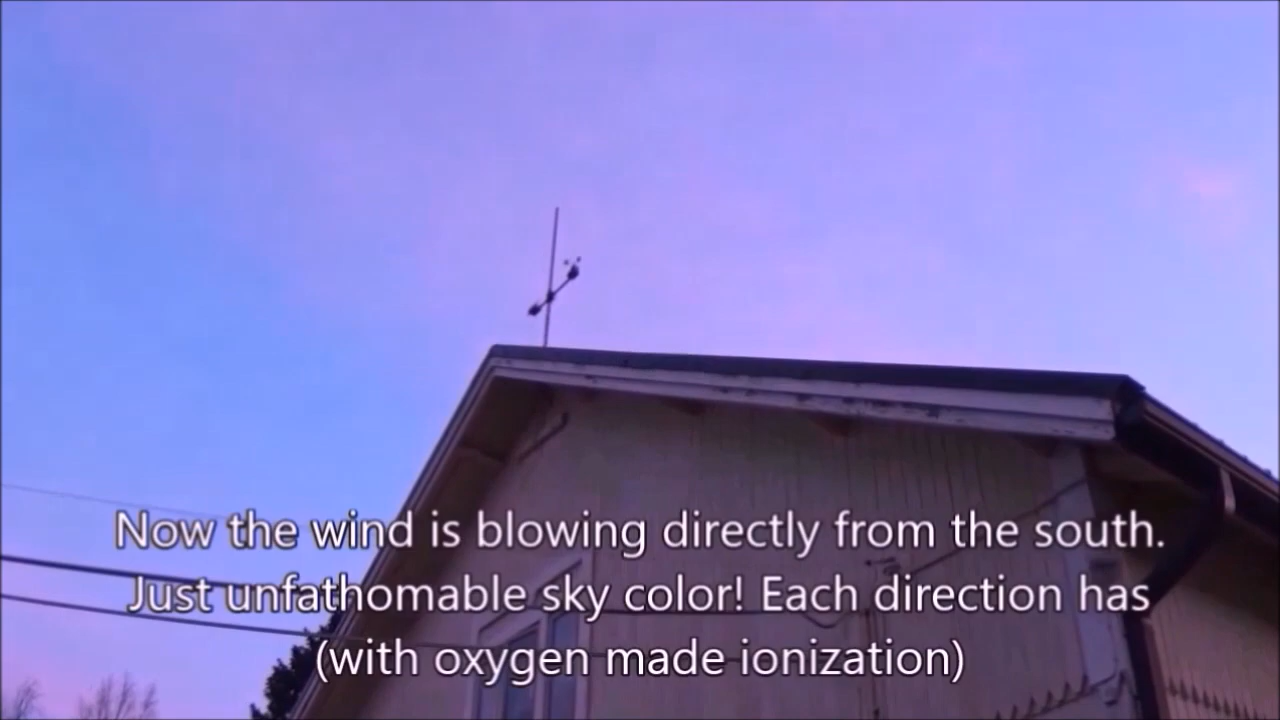 Now the wind is blowing directly from the south.
Just unfathomable sky color! Each direction has
(with oxygen made ionization)